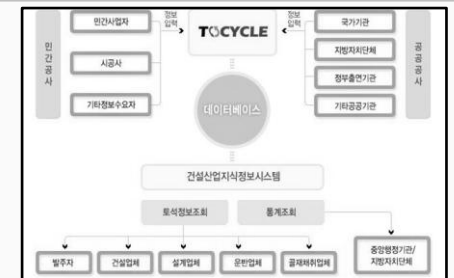 민간공사
민간사업자
시공사
기타정보수요자
정보
입력
TOCYCLE
정보
입력
국가기관
지방자치단체
정부출연기관
기타공공기관
공공공사
데이터베이스
건설산업지식정보시스템
토석정보조회
통계조회
발주자
건설업체
설계업체
운반업체
골재채취업체
중앙행정기관/
지방자치단체